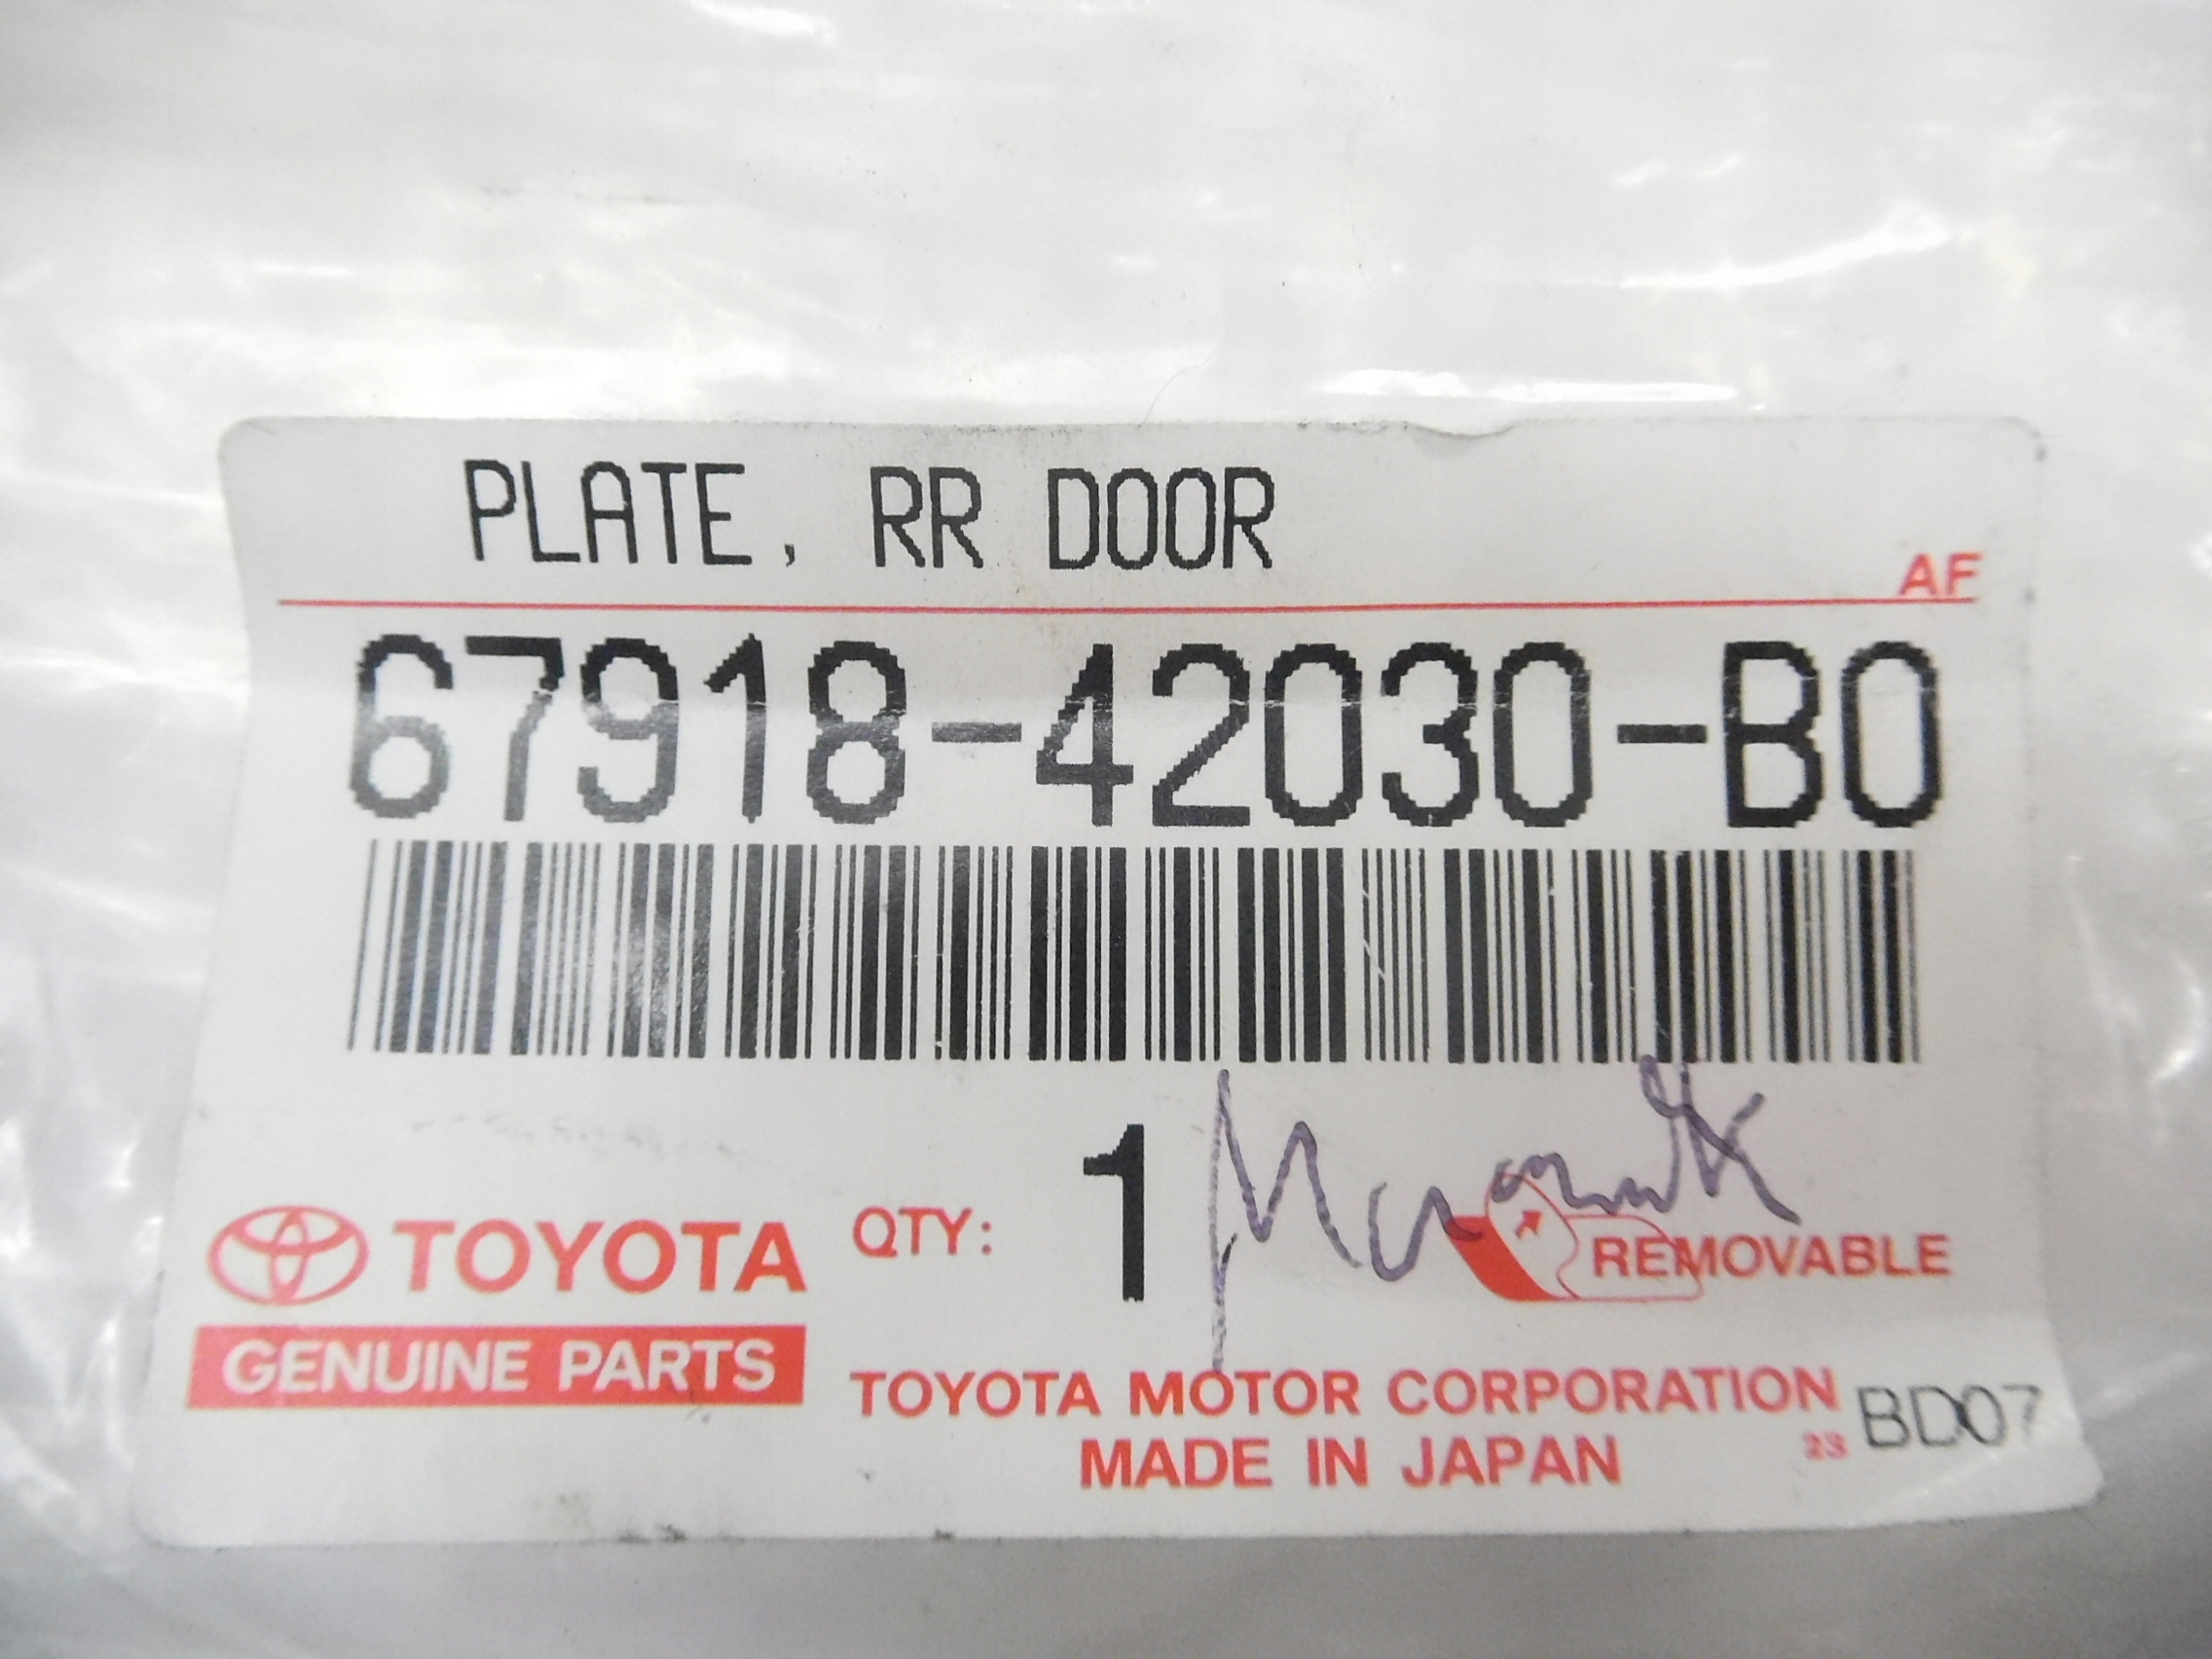 PLATE, RR DOOR
AF
67918-42030-B0
TOYOTA QTY: 1
REMOVABLE
GENUINE PARTS
TOYOTA MOTOR CORPORATION
MADE IN JAPAN
23 BD07